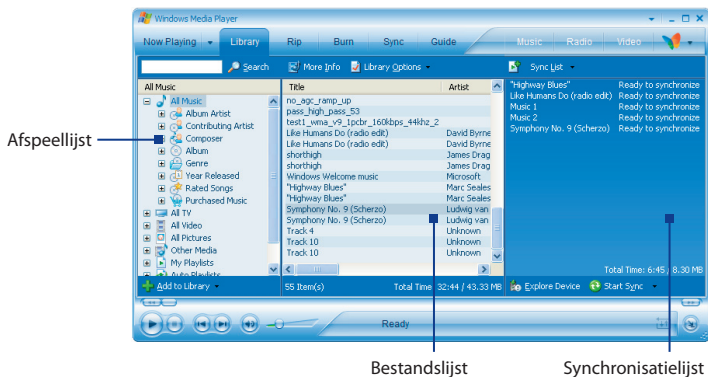 Windows Media Player
Now Playing Library Rip Burn Sync Guide Music Radio Video
Search More Info Library Options Sync List
All Music
All Music
Album Artist
Contributing Artist
Composer
Album
Genre
Year Released
Rated Songs
Purchased Music
All TV
All Video
All Pictures
Other Media
My Playlists
Auto Playlists
Add to Library
Title Artist
no_agc_ramp_up
pass_high_pass_53
test1_wma_v9_1pcbr_160kbps_44khz_2
Like Humans Do (radio edit) David Byrne
Like Humans Do (radio edit) David Byrne
shorthigh James Drag
shorthigh James Drag
Windows Welcome music Microsoft
"Highway Blues" Marc Seales
"Highway Blues" Marc Seales
Symphony No. 9 (Scherzo) Ludwig van
Symphony No. 9 (Scherzo) Ludwig van
Track 4 Unknown
Track 10 Unknown
Track 10 Unknown
55 Item(s) Total Time: 32:44 / 43.33 MB
"Highway Blues" Ready to synchronize
Like Humans Do (radio edit) Ready to synchronize
Music 1 Ready to synchronize
Music 2 Ready to synchronize
Symphony No. 9 (Scherzo) Ready to synchronize
Total Time: 6:45 / 8.30 MB
Explore Device Start Sync
Ready
Afspeellijst
Bestandslijst
Synchronisatielijst